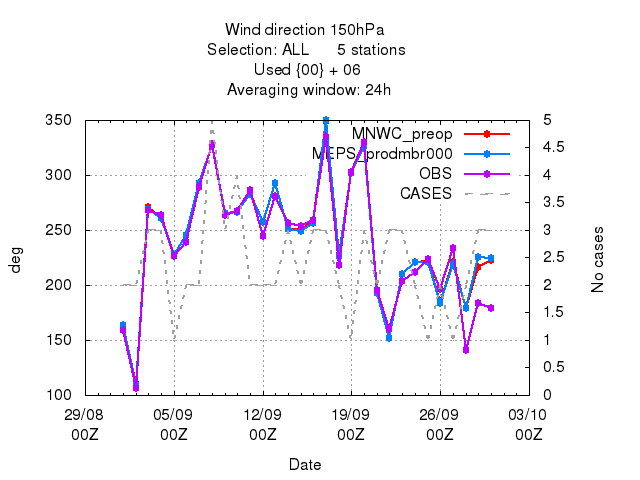 Wind direction 150hPa
Selection: ALL 5 stations
Used {00} + 06
Averaging window: 24h
350 5
MNWC_preop
4.5
MEPS_prodmbr000
300 OBS 4
CASES
3.5
250 3
deg
No cases
2.5
200 2
1.5
150 1
0.5
100 0
29/08 05/09 12/09 19/09 26/09 03/10
00Z 00Z 00Z 00Z 00Z 00Z
Date